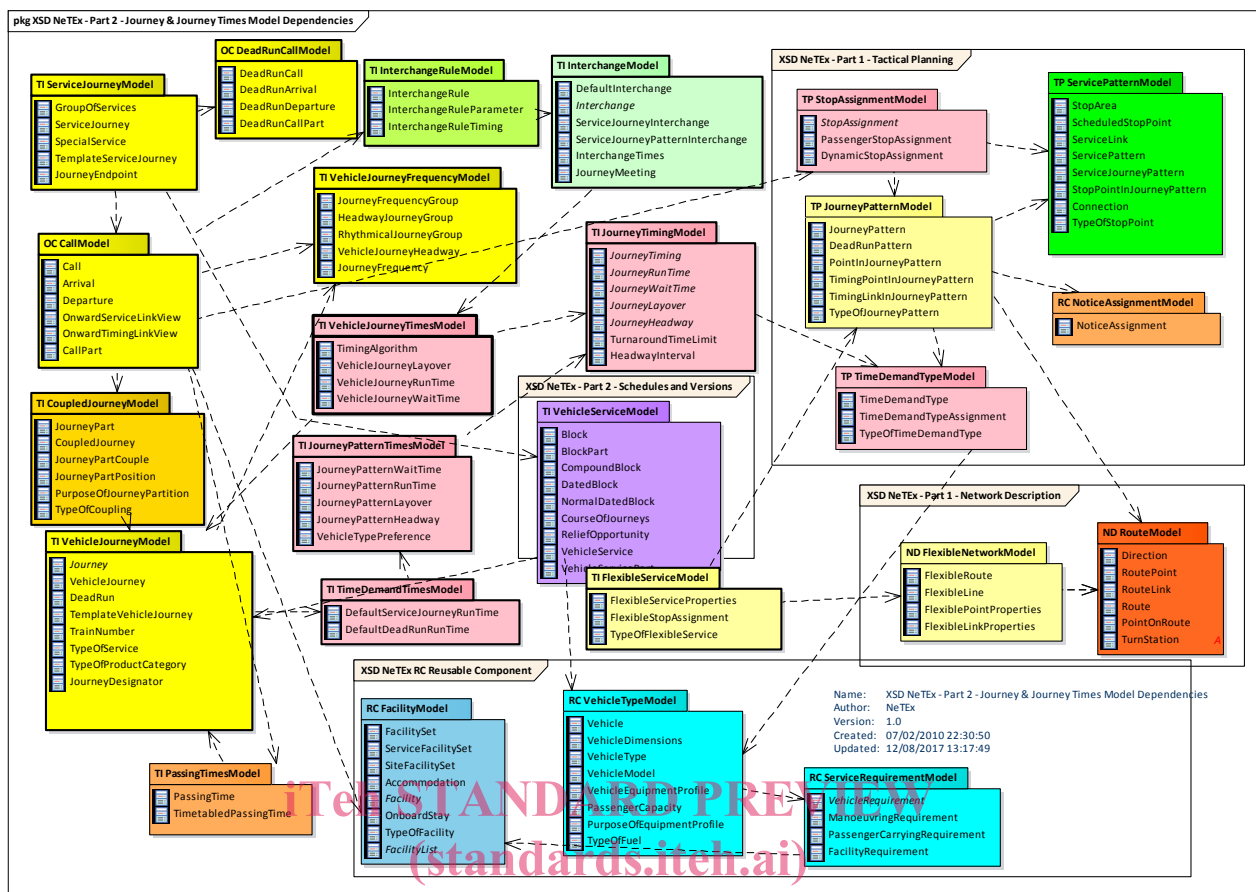 pkg XSD NeTEx - Part 2 - Journey & Journey Times Model Dependencies
TI ServiceJourneyModel
GroupOfServices
ServiceJourney
SpecialService
TemplateServiceJourney
JourneyEndpoint
OC DeadRunCallModel
DeadRunCall
DeadRunArrival
DeadRunDeparture
DeadRunCallPart
TI InterchangeRuleModel
InterchangeRule
InterchangeRuleParameter
InterchangeRuleTiming
TI InterchangeModel
DefaultInterchange
Interchange
ServiceJourneyInterchange
ServiceJourneyPatternInterchange
InterchangeTimes
JourneyMeeting
XSD NeTEx - Part 1 - Tactical Planning
TP StopAssignmentModel
StopAssignment
PassengerStopAssignment
DynamicStopAssignment
TP ServicePatternModel
StopArea
ScheduledStopPoint
ServiceLink
ServicePattern
ServiceJourneyPattern
StopPointInJourneyPattern
Connection
TypeOfStopPoint
TI VehicleJourneyFrequencyModel
JourneyFrequencyGroup
HeadwayJourneyGroup
RhythmicalJourneyGroup
VehicleJourneyHeadway
JourneyFrequency
TP JourneyPatternModel
JourneyPattern
DeadRunPattern
PointInJourneyPattern
TimingPointInJourneyPattern
TimingLinkInJourneyPattern
TypeOfJourneyPattern
OC CallModel
Call
Arrival
Departure
OnwardServiceLinkView
OnwardTimingLinkView
CallPart
TI JourneyTimingModel
JourneyTiming
JourneyRunTime
JourneyWaitTime
JourneyLayover
JourneyHeadway
TurnaroundTimeLimit
HeadwayInterval
RC NoticeAssignmentModel
NoticeAssignment
TI VehicleJourneyTimesModel
TimingAlgorithm
VehicleJourneyLayover
VehicleJourneyRunTime
VehicleJourneyWaitTime
TP TimeDemandTypeModel
TimeDemandType
TimeDemandTypeAssignment
TypeOfTimeDemandType
XSD NeTEx - Part 2 - Schedules and Versions
TI VehicleServiceModel
Block
BlockPart
CompoundBlock
DatedBlock
NormalDatedBlock
CourseOfJourneys
ReliefOpportunity
VehicleService
VehicleServicePart
TI CoupledJourneyModel
JourneyPart
CoupledJourney
JourneyPartCouple
JourneyPartPosition
PurposeOfJourneyPartition
TypeOfCoupling
TI JourneyPatternTimesModel
JourneyPatternWaitTime
JourneyPatternRunTime
JourneyPatternLayover
JourneyPatternHeadway
VehicleTypePreference
XSD NeTEx - Part 1 - Network Description
ND FlexibleNetworkModel
FlexibleRoute
FlexibleLine
FlexiblePointProperties
FlexibleLinkProperties
ND RouteModel
Direction
RoutePoint
RouteLink
Route
PointOnRoute
TurnStation
A
TI VehicleJourneyModel
Journey
VehicleJourney
DeadRun
TemplateVehicleJourney
TrainNumber
TypeOfService
TypeOfProductCategory
JourneyDesignator
TI TimeDemandTimesModel
DefaultServiceJourneyRunTime
DefaultDeadRunRunTime
TI FlexibleServiceModel
FlexibleServiceProperties
FlexibleStopAssignment
TypeOfFlexibleService
XSD NeTEx RC Reusable Component
RC FacilityModel
FacilitySet
ServiceFacilitySet
SiteFacilitySet
Accommodation
Facility
OnboardStay
TypeOfFacility
FacilityList
RC VehicleTypeModel
Vehicle
VehicleDimensions
VehicleType
VehicleModel
VehicleEquipmentProfile
PassengerCapacity
PurposeOfEquipmentProfile
TypeOfFuel
Name: XSD NeTEx - Part 2 - Journey & Journey Times Model Dependencies
Author: NeTEx
Version: 1.0
Created: 07/02/2010 22:30:50
Updated: 12/08/2017 13:17:49
RC ServiceRequirementModel
VehicleRequirement
ManoeuvringRequirement
PassengerCarryingRequirement
FacilityRequirement
TI PassingTimesModel
PassingTime
TimetabledPassingTime
iTeh STANDARD PREVIEW
(standards.iteh.ai)